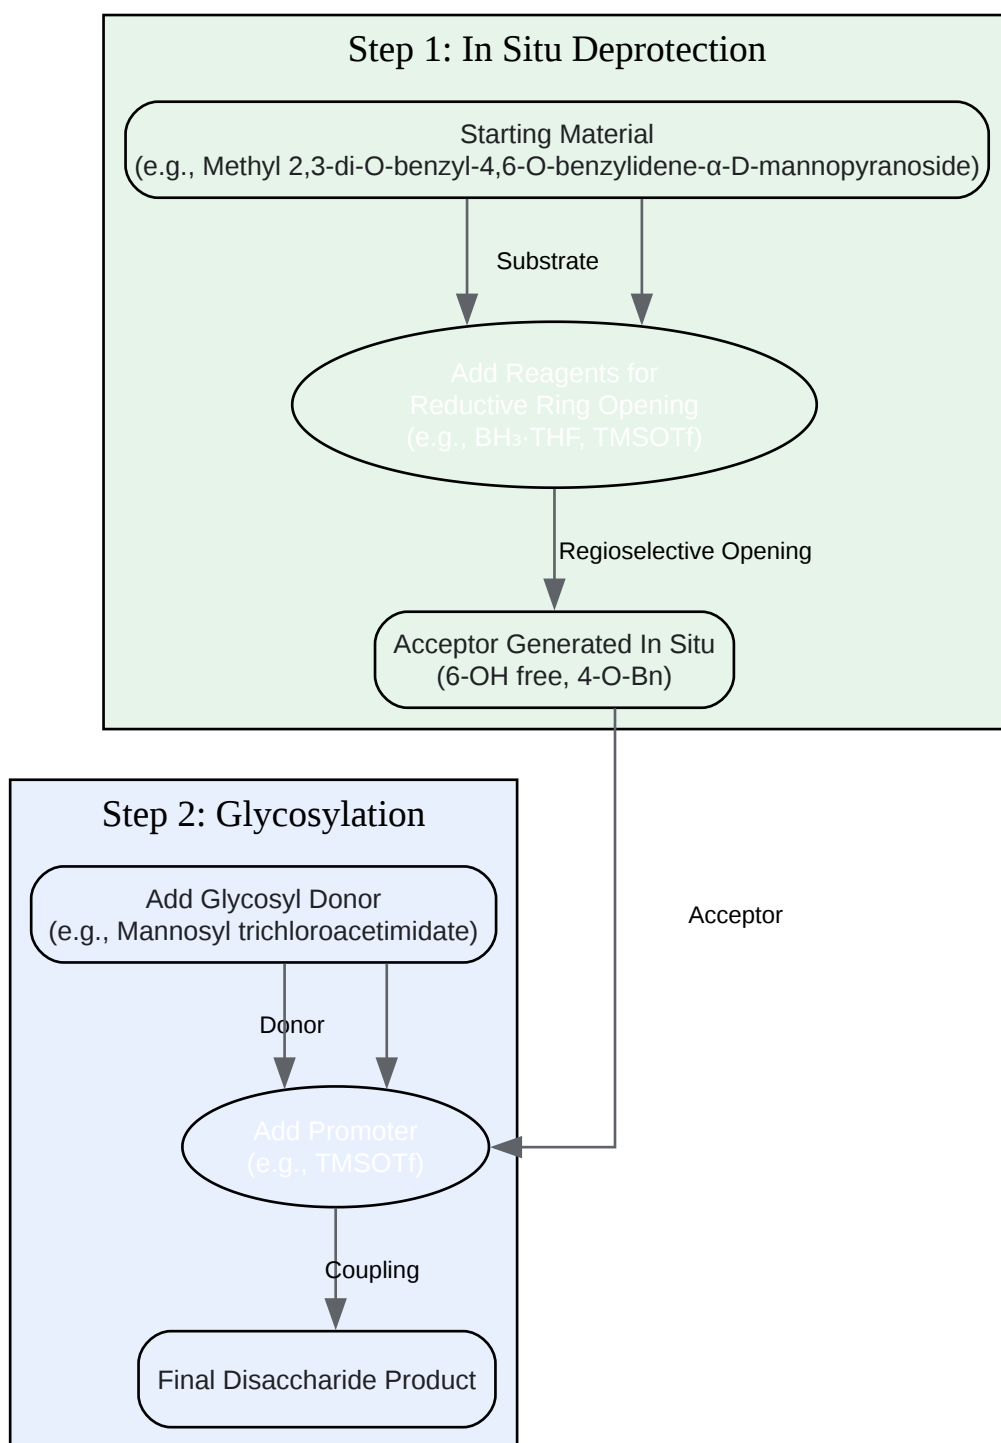 Step 1: In Situ Deprotection
Starting Material
(e.g., Methyl 2,3-di-O-benzyl-4,6-O-benzylidene-α-D-mannopyranoside)
Substrate
Add Reagents for
Reductive Ring Opening
(e.g., BH₃·THF, TMSOTf)
Regioselective Opening
Acceptor Generated In Situ
(6-OH free, 4-O-Bn)
Step 2: Glycosylation
Add Glycosyl Donor
(e.g., Mannosyl trichloroacetimidate)
Acceptor
Donor
Add Promoter
(e.g., TMSOTf)
Coupling
Final Disaccharide Product